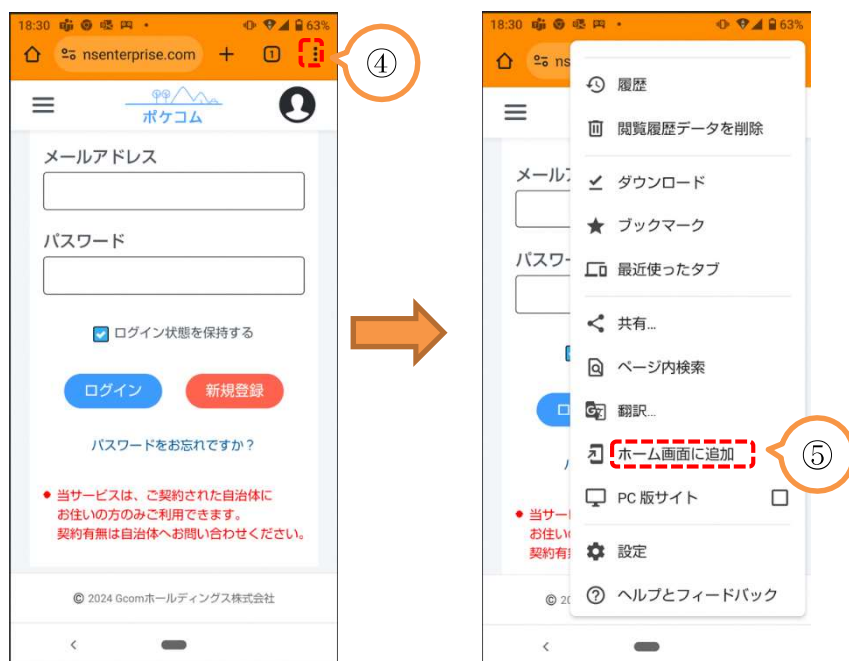 18:30
63%
nsenterprise.com
1
④
ポケコム
メールアドレス
パスワード
ログイン状態を保持する
ログイン
新規登録
パスワードをお忘れですか？
当サービスは、ご契約された自治体に
お住いの方のみご利用できます。
契約有無は自治体へお問い合わせください。
© 2024 Gcomホールディングス株式会社
18:30
63%
ns
履歴
閲覧履歴データを削除
メール
ダウンロード
ブックマーク
パスワー
最近使ったタブ
共有...
ページ内検索
翻訳...
ホーム画面に追加
⑤
PC 版サイト
当サー
お住い
契約有
設定
© 20
ヘルプとフィードバック